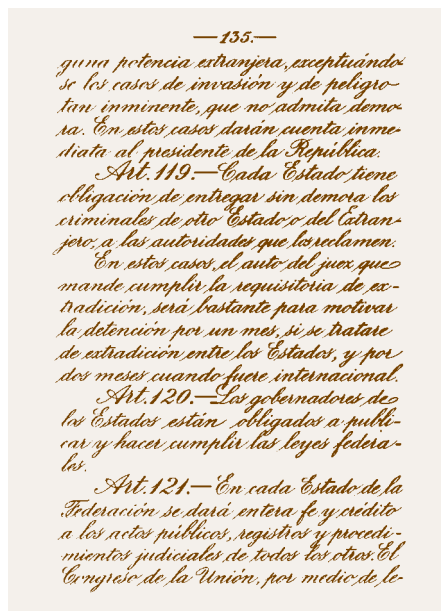 — 135. —
guna potencia extranjera, exceptuándo-
se los casos de invasión y de peligro
tan inminente, que no admita demo-
ra. En estos casos darán cuenta inme-
diata al presidente de la República.
Art. 119. — Cada Estado tiene
obligación de entregar sin demora los
criminales de otro Estado o del Extran-
jero, a las autoridades que los reclamen.
En estos casos, el auto del juez que
mande cumplir la requisitoria de ex-
tradición, será bastante para motivar
la detención por un mes, si se tratare
de extradición entre los Estados, y por
dos meses cuando fuere internacional.
Art. 120. — Los gobernadores de
los Estados están obligados a publi-
car y hacer cumplir las leyes federa-
les.
Art. 121. — En cada Estado de la
Federación se dará entera fe y crédito
a los actos públicos, registros y procedi-
mientos judiciales de todos los otros. El
Congreso de la Unión, por medio de le-